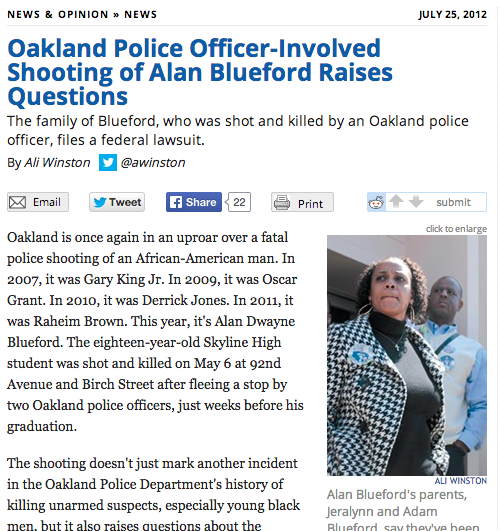 NEWS & OPINION » NEWS
JULY 25, 2012
Oakland Police Officer-Involved
Shooting of Alan Blueford Raises
Questions
The family of Blueford, who was shot and killed by an Oakland police
officer, files a federal lawsuit.
By Ali Winston @awinston
Email
Tweet
Share
22
Print
submit
click to enlarge
Oakland is once again in an uproar over a fatal
police shooting of an African-American man. In
2007, it was Gary King Jr. In 2009, it was Oscar
Grant. In 2010, it was Derrick Jones. In 2011, it
was Raheim Brown. This year, it's Alan Dwayne
Blueford. The eighteen-year-old Skyline High
student was shot and killed on May 6 at 92nd
Avenue and Birch Street after fleeing a stop by
two Oakland police officers, just weeks before his
graduation.
The shooting doesn't just mark another incident
in the Oakland Police Department's history of
killing unarmed suspects, especially young black
men, but it also raises questions about the
ALI WINSTON
Alan Blueford's parents,
Jeralynn and Adam
Blueford, say they've been